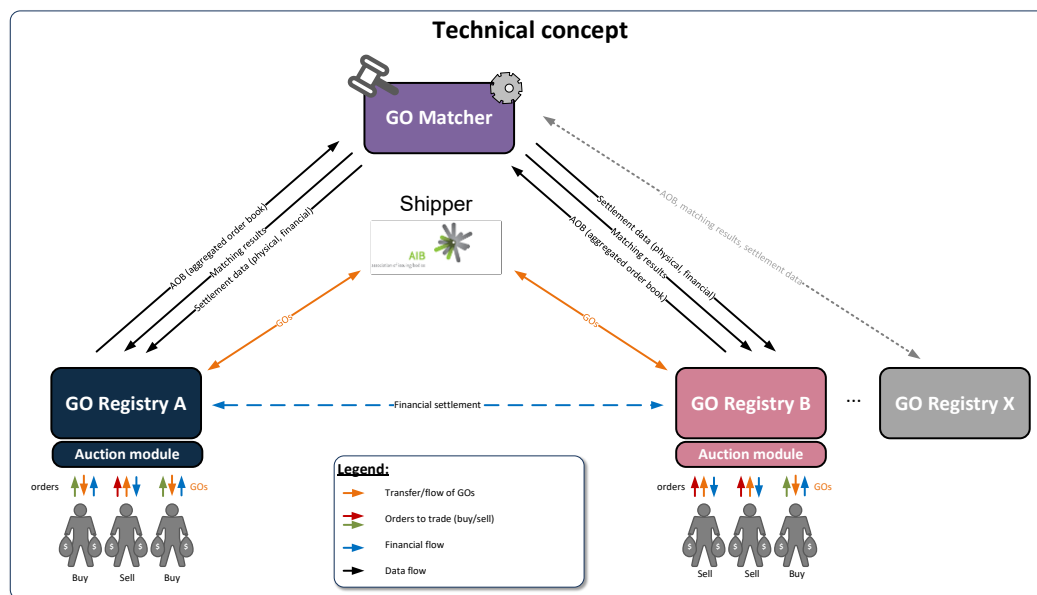 Technical concept
GO Matcher
Shipper
AIB
AOB (aggregated order book)
Matching results
Settlement data (physical, financial)
Settlement data (physical, financial)
Matching results
AOB (aggregated order book)
AOB, matching results, settlement data
GOs
GOs
GO Registry A
Financial settlement
GO Registry B
...
GO Registry X
Auction module
Auction module
orders
GOs
orders
GOs
$ $ $ $ $ $
$ $ $ $ $ $
Buy Sell Buy
Sell Sell Buy
Legend:
Transfer/flow of GOs
Orders to trade (buy/sell)
Financial flow
Data flow